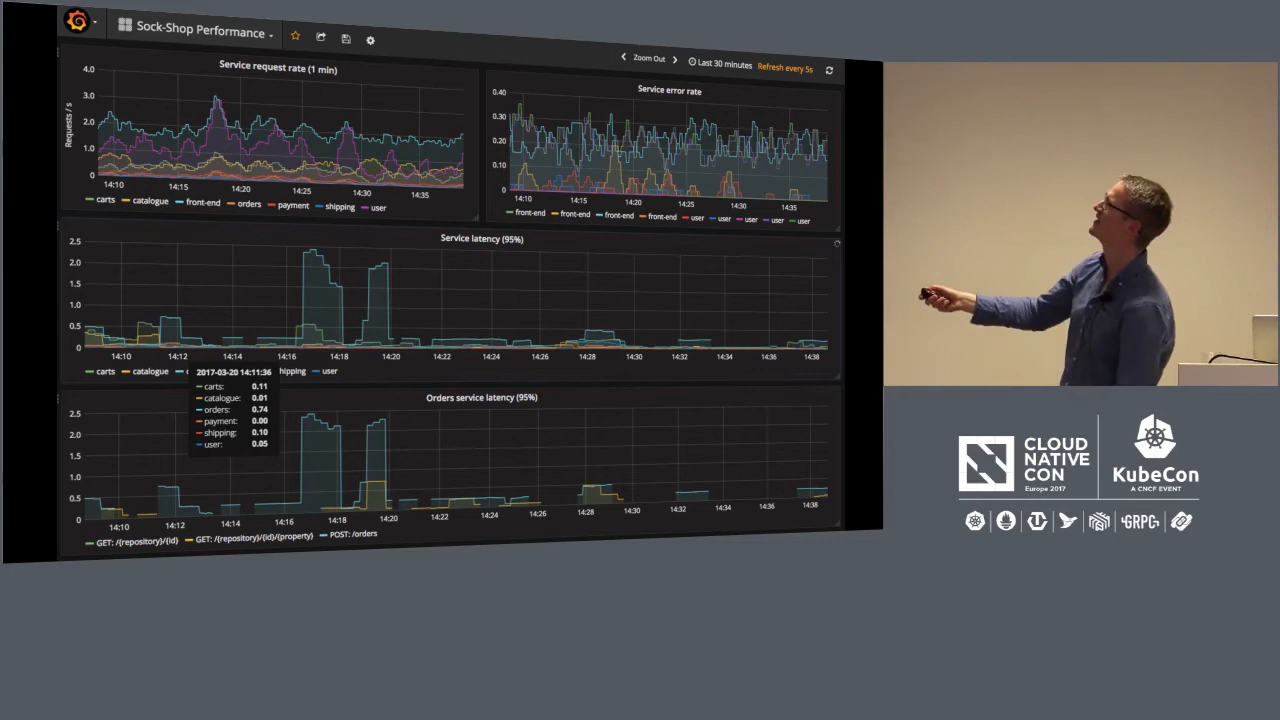 Sock-Shop Performance
Zoom Out
Last 30 minutes
Refresh every 5s
Service request rate (1 min)
Requests / s
4.0
3.0
2.0
1.0
0
14:10 14:15 14:20 14:25 14:30 14:35
carts catalogue front-end orders payment shipping user
Service error rate
0.40
0.30
0.20
0.10
0
14:10 14:15 14:20 14:25 14:30 14:35
front-end front-end front-end front-end user user user user user
Service latency (95%)
2.5
2.0
1.5
1.0
0.5
0
14:10 14:12 14:14 14:16 14:18 14:20 14:22 14:24 14:26 14:28 14:30 14:32 14:34 14:36 14:38
carts catalogue hipping user
2017-03-20 14:11:36
carts: 0.11
catalogue: 0.01
orders: 0.74
payment: 0.00
shipping: 0.10
user: 0.05
Orders service latency (95%)
2.5
2.0
1.5
1.0
0.5
0
14:10 14:12 14:14 14:16 14:18 14:20 14:22 14:24 14:26 14:28 14:30 14:32 14:34 14:36 14:38
GET: /{repository}/{id} GET: /{repository}/{id}/{property} POST: /orders
CLOUD
NATIVE
CON
Europe 2017
KubeCon
A CNCF EVENT
GRPC